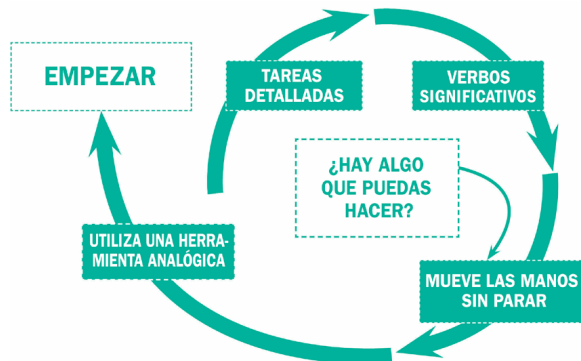 EMPEZAR
TAREAS
DETALLADAS
VERBOS
SIGNIFICATIVOS
¿HAY ALGO
QUE PUEDAS
HACER?
UTILIZA UNA HERRA-
MIENTA ANALÓGICA
MUEVE LAS MANOS
SIN PARAR